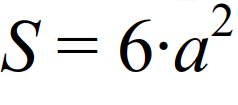 S = 6·a²